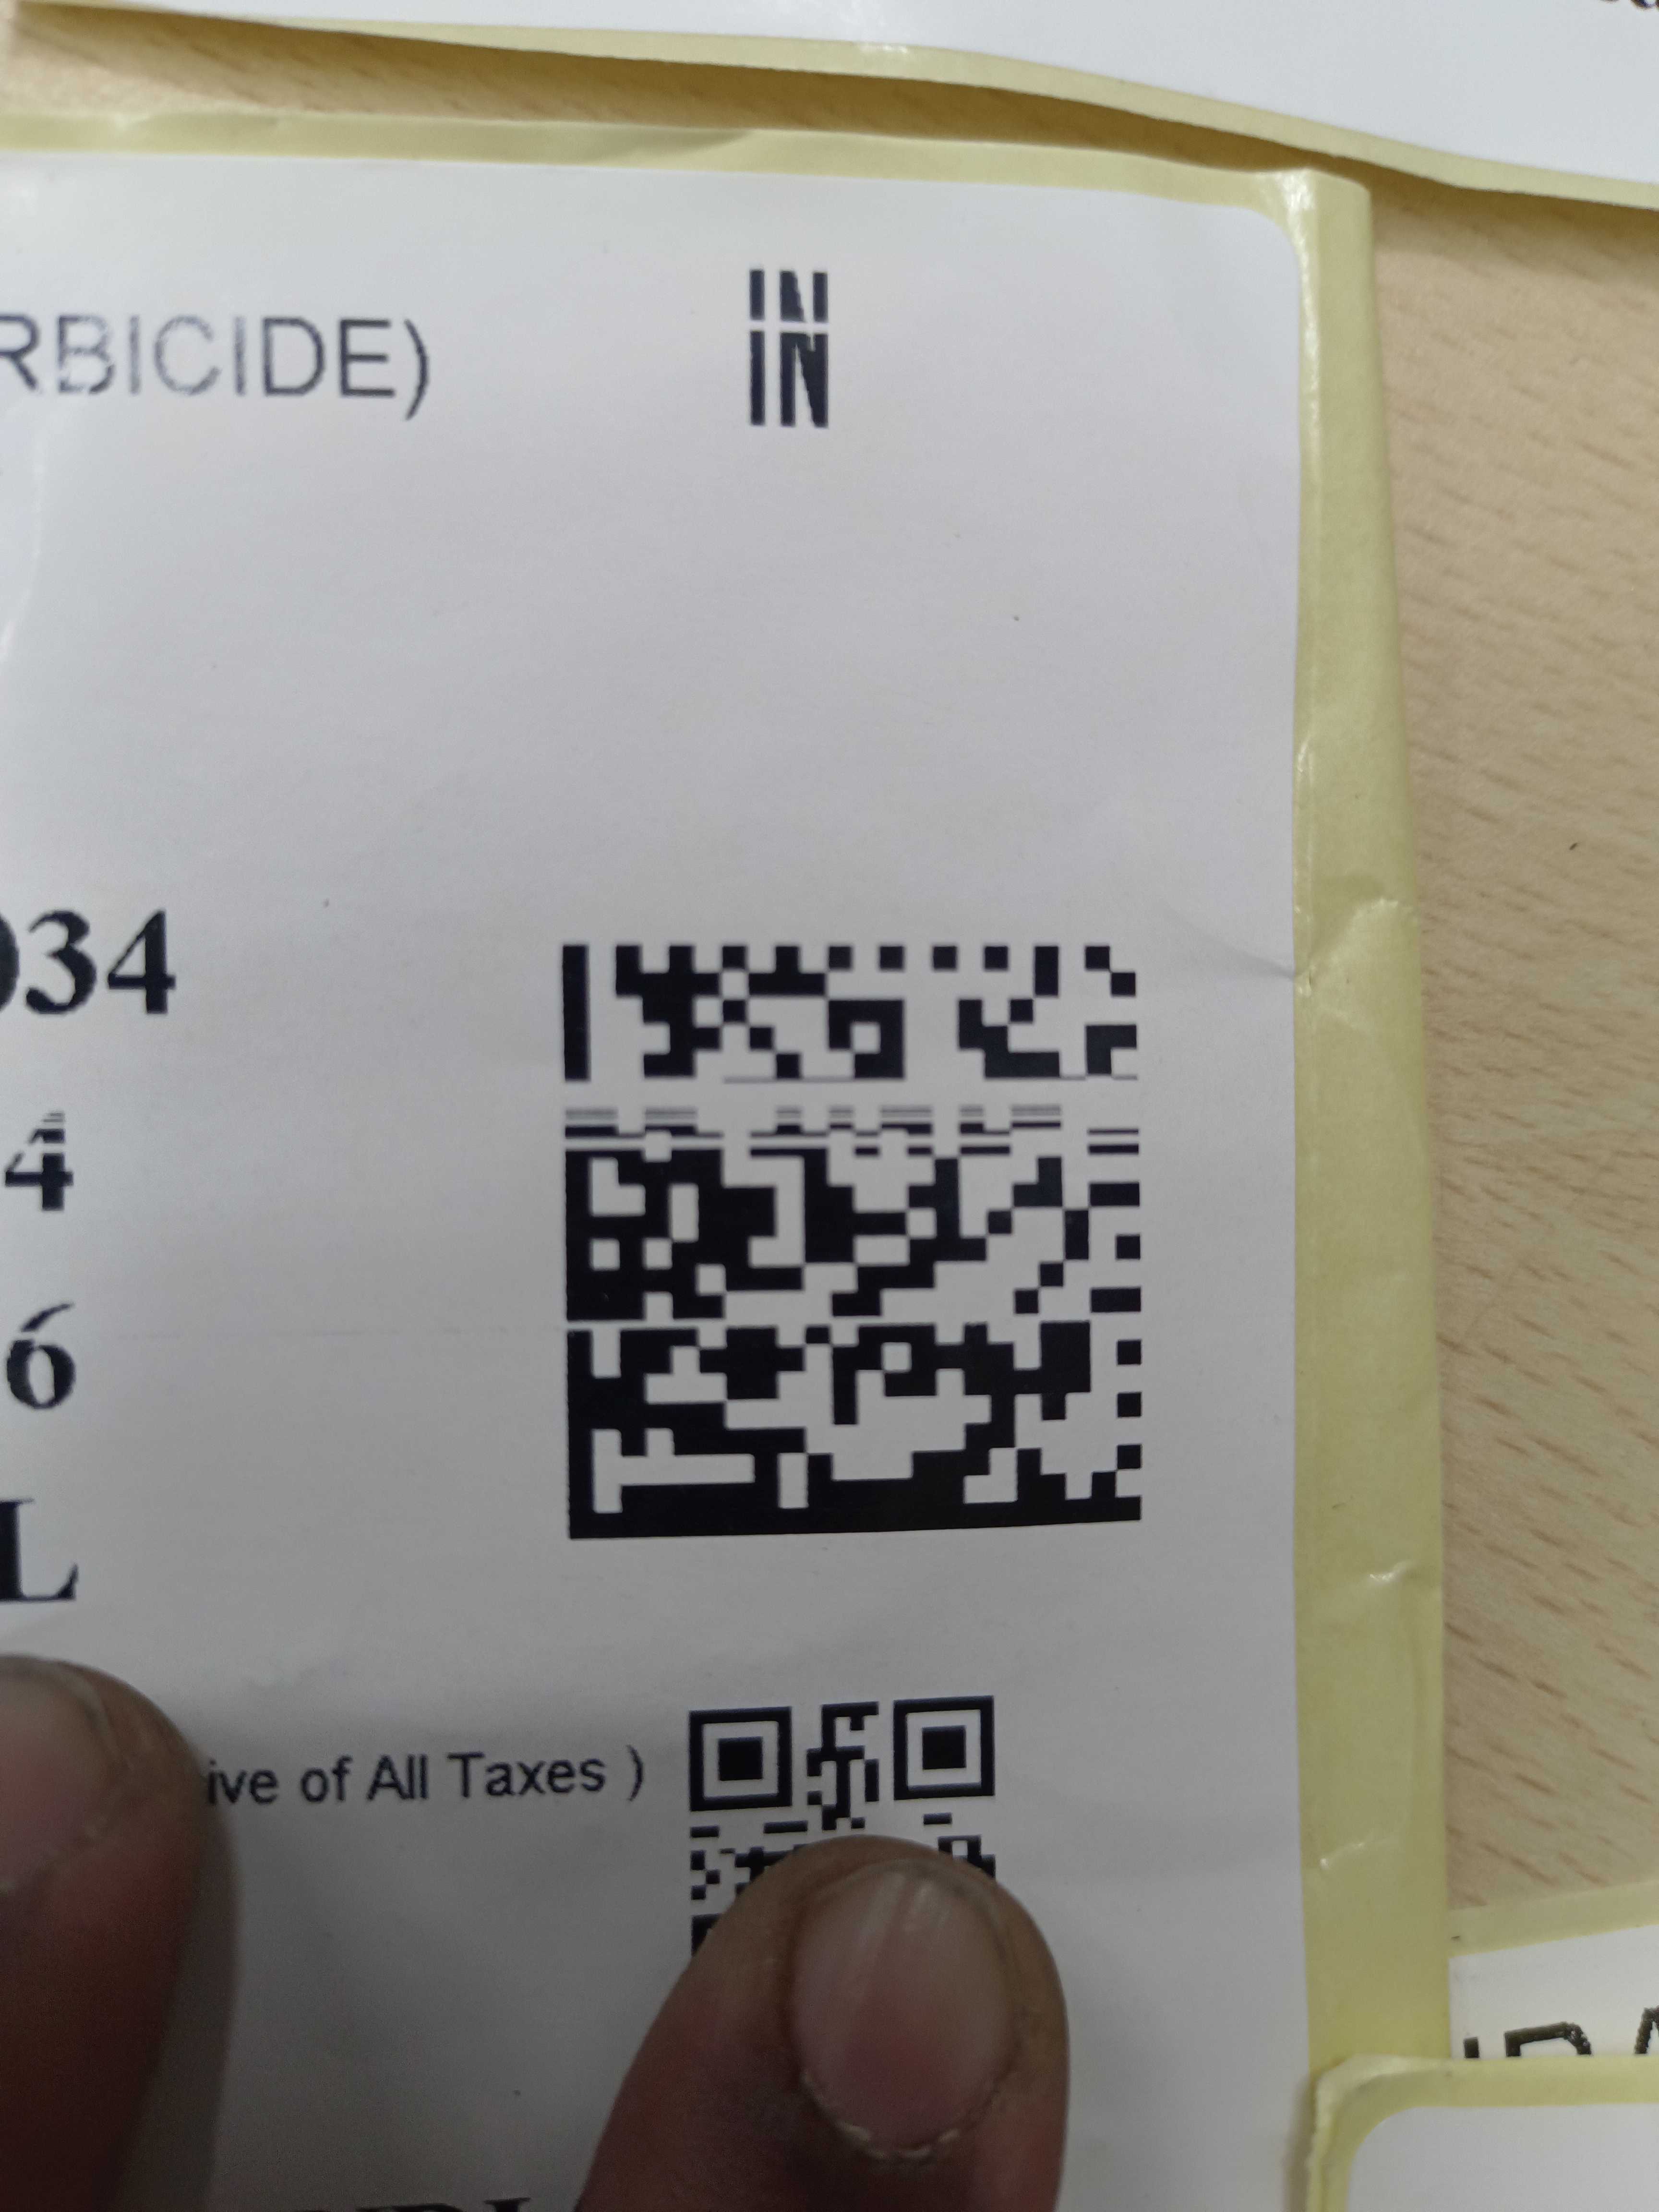 RBICIDE)
IN
034
4
6
L
ive of All Taxes )